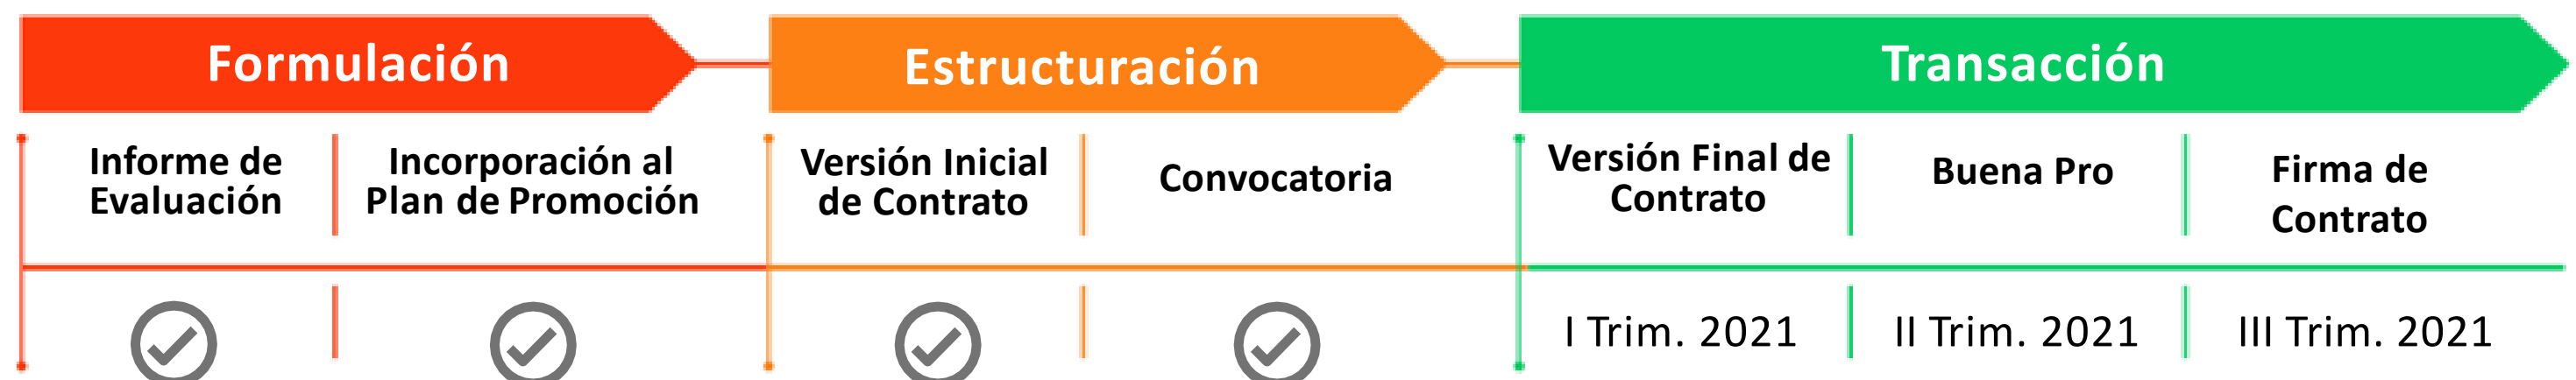 Formulación
Estructuración
Transacción
Informe de
Evaluación
Incorporación al
Plan de Promoción
Versión Inicial
de Contrato
Convocatoria
Versión Final de
Contrato
Buena Pro
Firma de
Contrato
I Trim. 2021
II Trim. 2021
III Trim. 2021